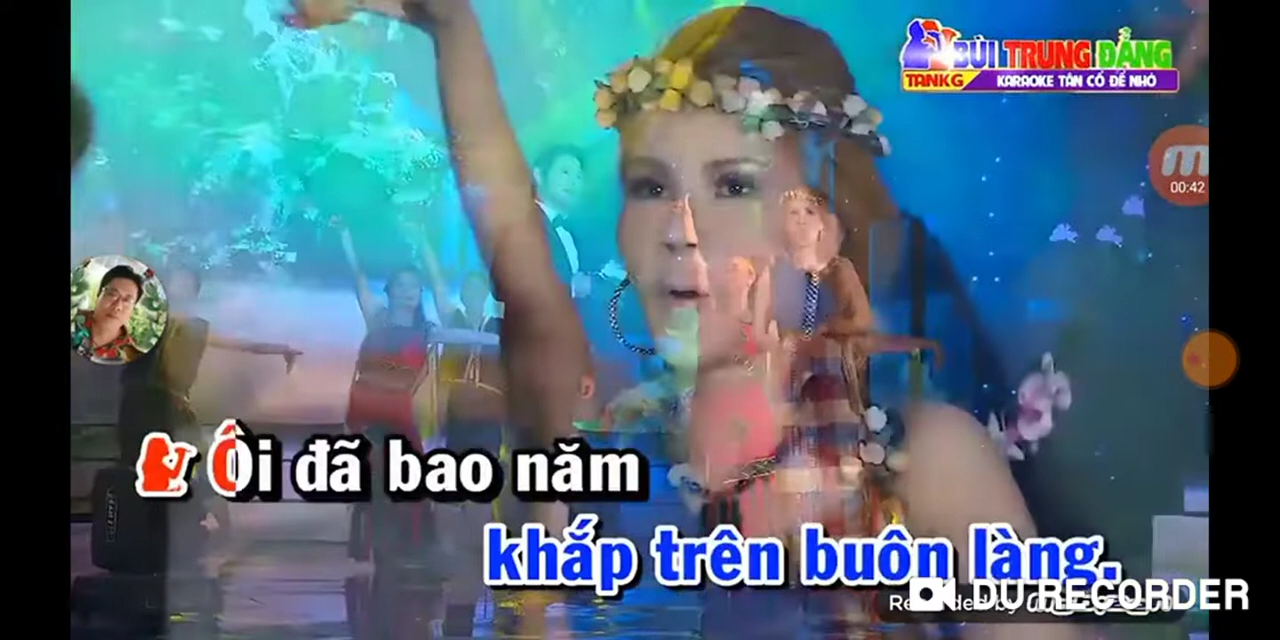 BÙI TRUNG ĐẲNG
TANKG KARAOKE TÂN CỔ ĐỂ NHỚ
00:42
Ôi đã bao năm
khắp trên buôn làng.
DU RECORDER